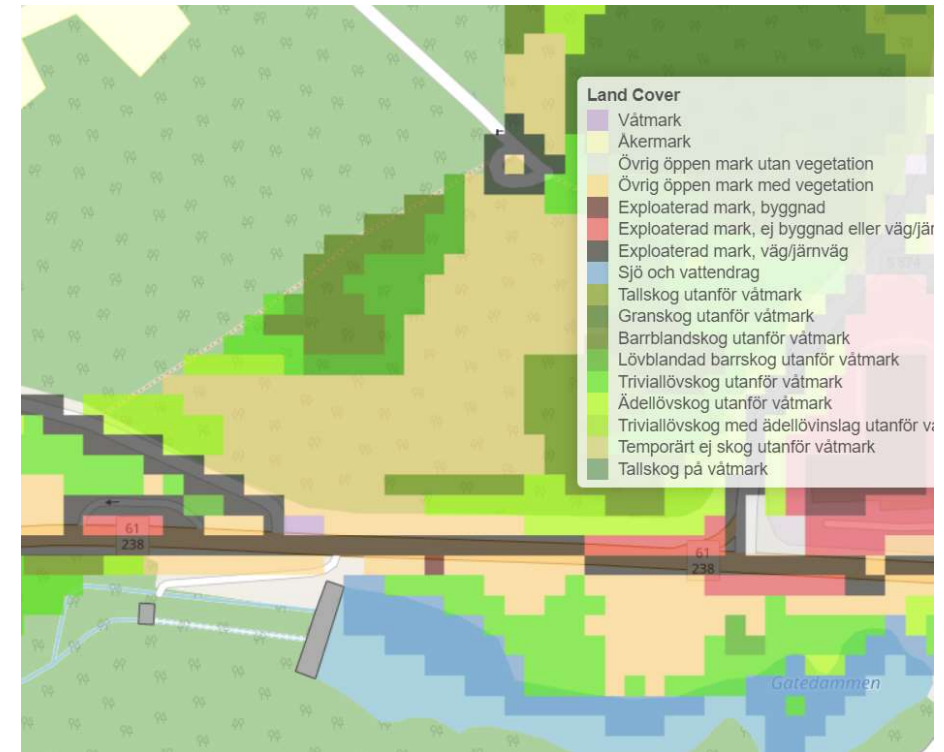 Land Cover
Våtmark
Åkermark
Övrig öppen mark utan vegetation
Övrig öppen mark med vegetation
Exploaterad mark, byggnad
Exploaterad mark, ej byggnad eller väg/jär
Exploaterad mark, väg/järnväg
Sjö och vattendrag
Tallskog utanför våtmark
Granskog utanför våtmark
Barrblandskog utanför våtmark
Lövblandad barrskog utanför våtmark
Triviallövskog utanför våtmark
Ädellövskog utanför våtmark
Triviallövskog med ädellövinslag utanför vå
Temporärt ej skog utanför våtmark
Tallskog på våtmark
61
238
61
238
Gatedammen